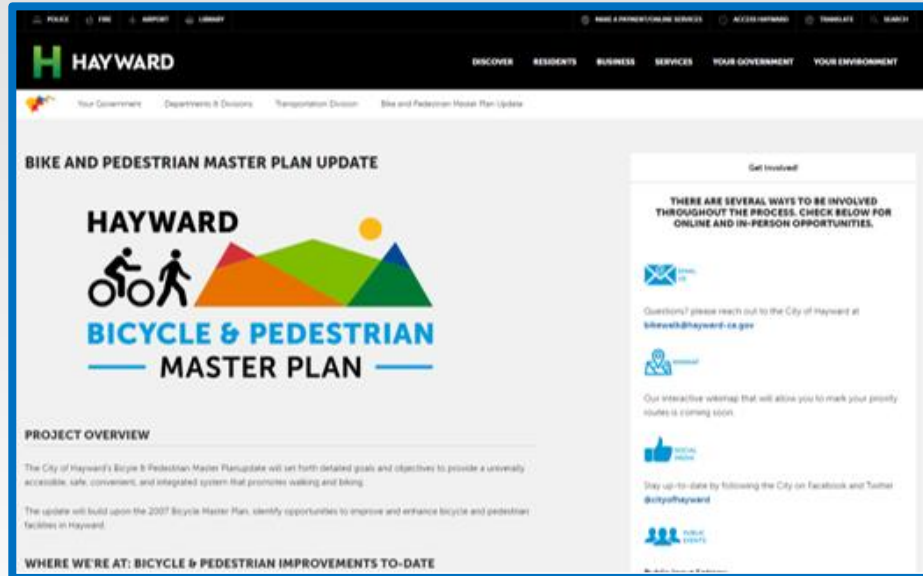 POLICE FIRE AIRPORT LIBRARY MAKE A PAYMENT/ONLINE SERVICES ACCESS HAYWARD TRANSLATE SEARCH
HAYWARD DISCOVER RESIDENTS BUSINESS SERVICES YOUR GOVERNMENT YOUR ENVIRONMENT
Your Government Departments & Divisions Transportation Division Bike and Pedestrian Master Plan Update
BIKE AND PEDESTRIAN MASTER PLAN UPDATE
HAYWARD
BICYCLE & PEDESTRIAN
MASTER PLAN
PROJECT OVERVIEW
The City of Hayward's Bicyle & Pedestrian Master Planupdate will set forth detailed goals and objectives to provide a universally
accessible, safe, convenient, and integrated system that promotes walking and biking.
The update will build upon the 2007 Bicycle Master Plan, identify opportunities to improve and enhance bicycle and pedestrian
facilities in Hayward.
WHERE WE'RE AT: BICYCLE & PEDESTRIAN IMPROVEMENTS TO-DATE
Get Involved!
THERE ARE SEVERAL WAYS TO BE INVOLVED
THROUGHOUT THE PROCESS. CHECK BELOW FOR
ONLINE AND IN-PERSON OPPORTUNITIES.
EMAIL
US
Questions? please reach out to the City of Hayward at
bikewalk@hayward-ca.gov
WIKIMAP
Our interactive wikimap that will allow you to mark your priority
routes is coming soon.
SOCIAL
MEDIA
Stay up-to-date by following the City on Facebook and Twitter
@cityofhayward
PUBLIC
EVENTS